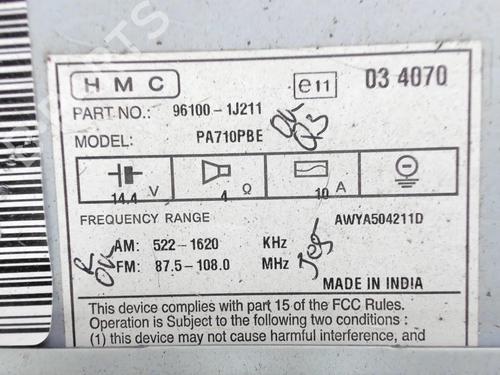 HMC e11 03 4070
PART NO.: 96100-1J211
MODEL: PA710PBE
14.4 V 4 Ω 10 A
FREQUENCY RANGE AWYA504211D
AM: 522-1620 KHz
FM: 87.5-108.0 MHz
MADE IN INDIA
This device complies with part 15 of the FCC Rules.
Operation is Subject to the following two conditions :
(1) this device may not cause harmful interference, and